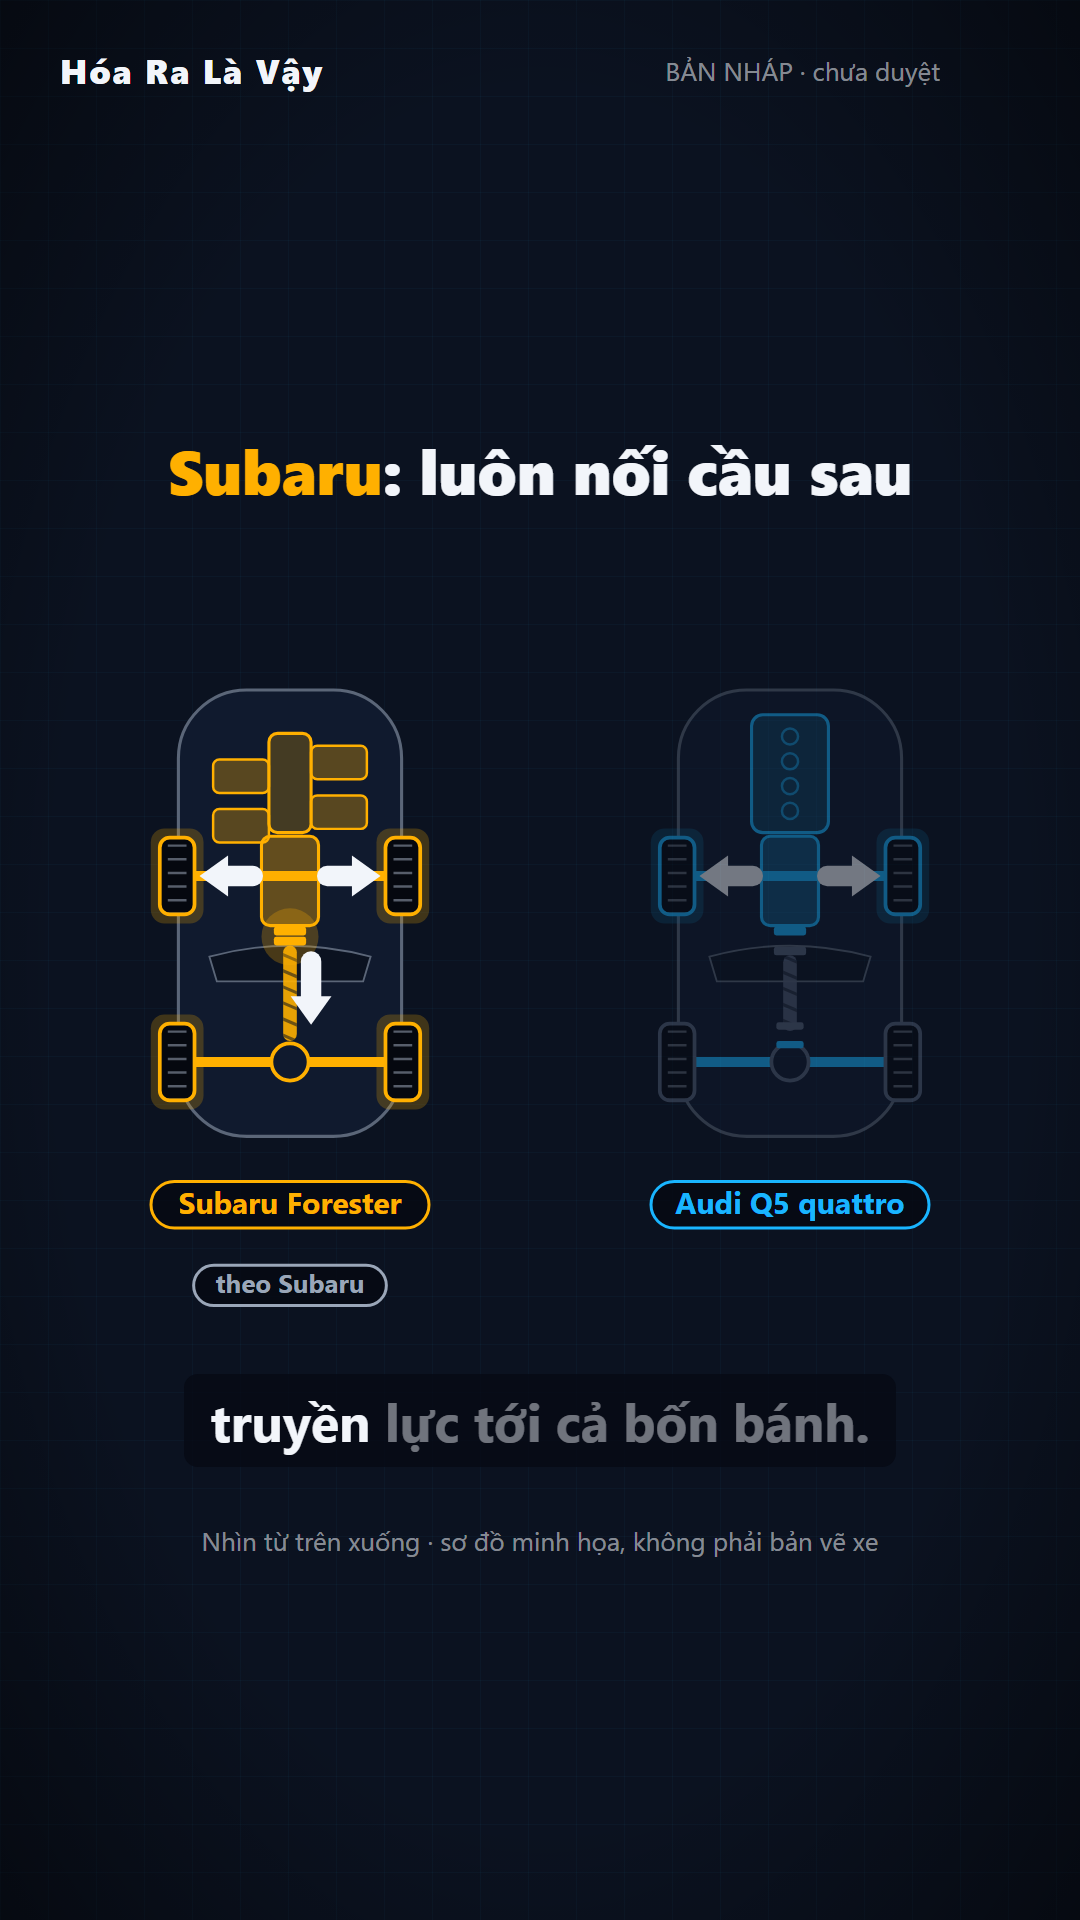 Hóa Ra Là Vậy
BẢN NHÁP · chưa duyệt
Subaru: luôn nối cầu sau
Subaru Forester
Audi Q5 quattro
theo Subaru
truyền lực tới cả bốn bánh.
Nhìn từ trên xuống · sơ đồ minh họa, không phải bản vẽ xe